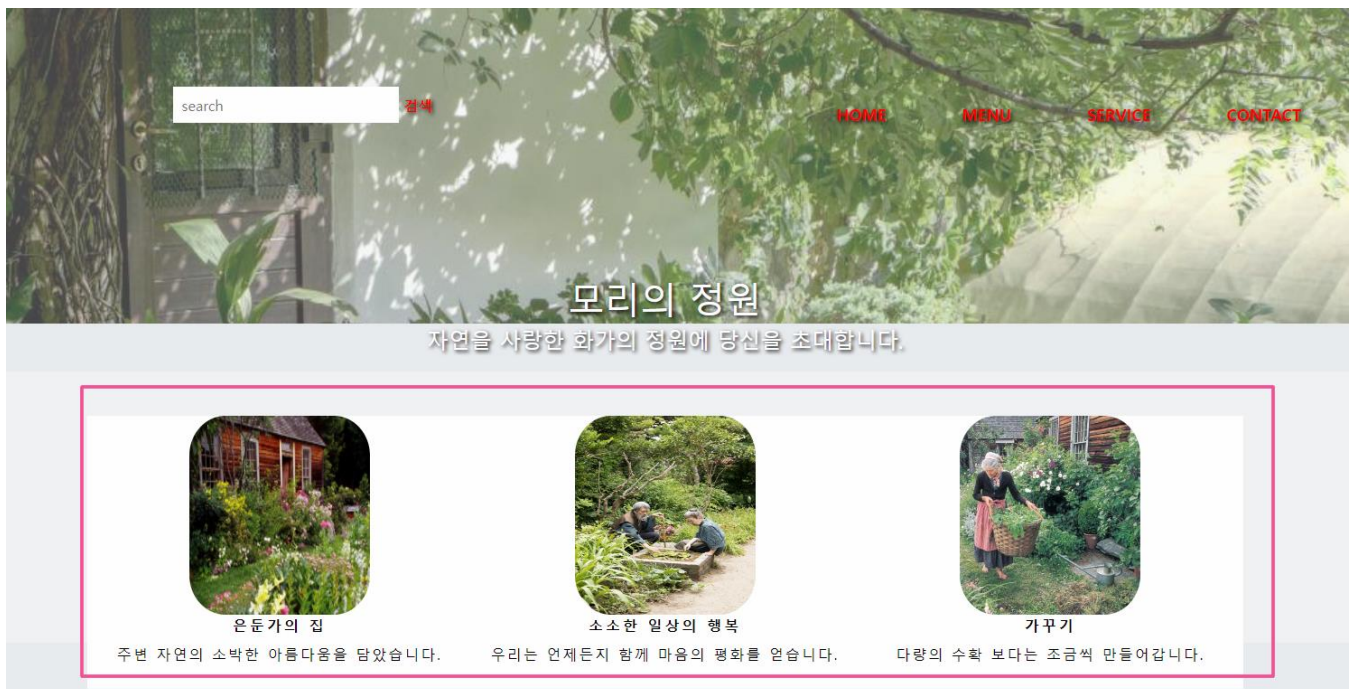 search
검색
HOME
MENU
SERVICE
CONTACT
모리의 정원
자연을 사랑한 화가의 정원에 당신을 초대합니다.
은둔가의 집
주변 자연의 소박한 아름다움을 담았습니다.
소소한 일상의 행복
우리는 언제든지 함께 마음의 평화를 얻습니다.
가꾸기
다량의 수확 보다는 조금씩 만들어갑니다.